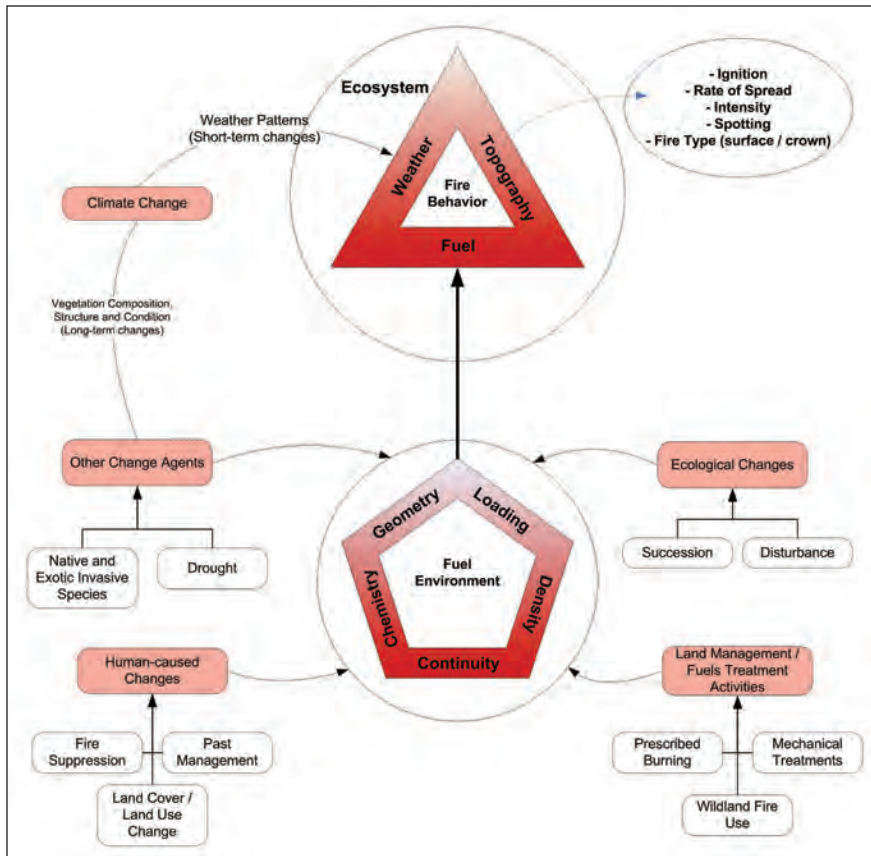 Ecosystem
Weather
Topography
Fire
Behavior
Fuel
- Ignition
- Rate of Spread
- Intensity
- Spotting
- Fire Type (surface / crown)
Weather Patterns
(Short-term changes)
Climate Change
Vegetation Composition,
Structure and Condition
(Long-term changes)
Other Change Agents
Native and
Exotic Invasive
Species
Drought
Geometry
Loading
Chemistry
Density
Continuity
Fuel
Environment
Ecological Changes
Succession
Disturbance
Human-caused
Changes
Fire
Suppression
Past
Management
Land Cover /
Land Use
Change
Land Management /
Fuels Treatment
Activities
Prescribed
Burning
Mechanical
Treatments
Wildland Fire
Use